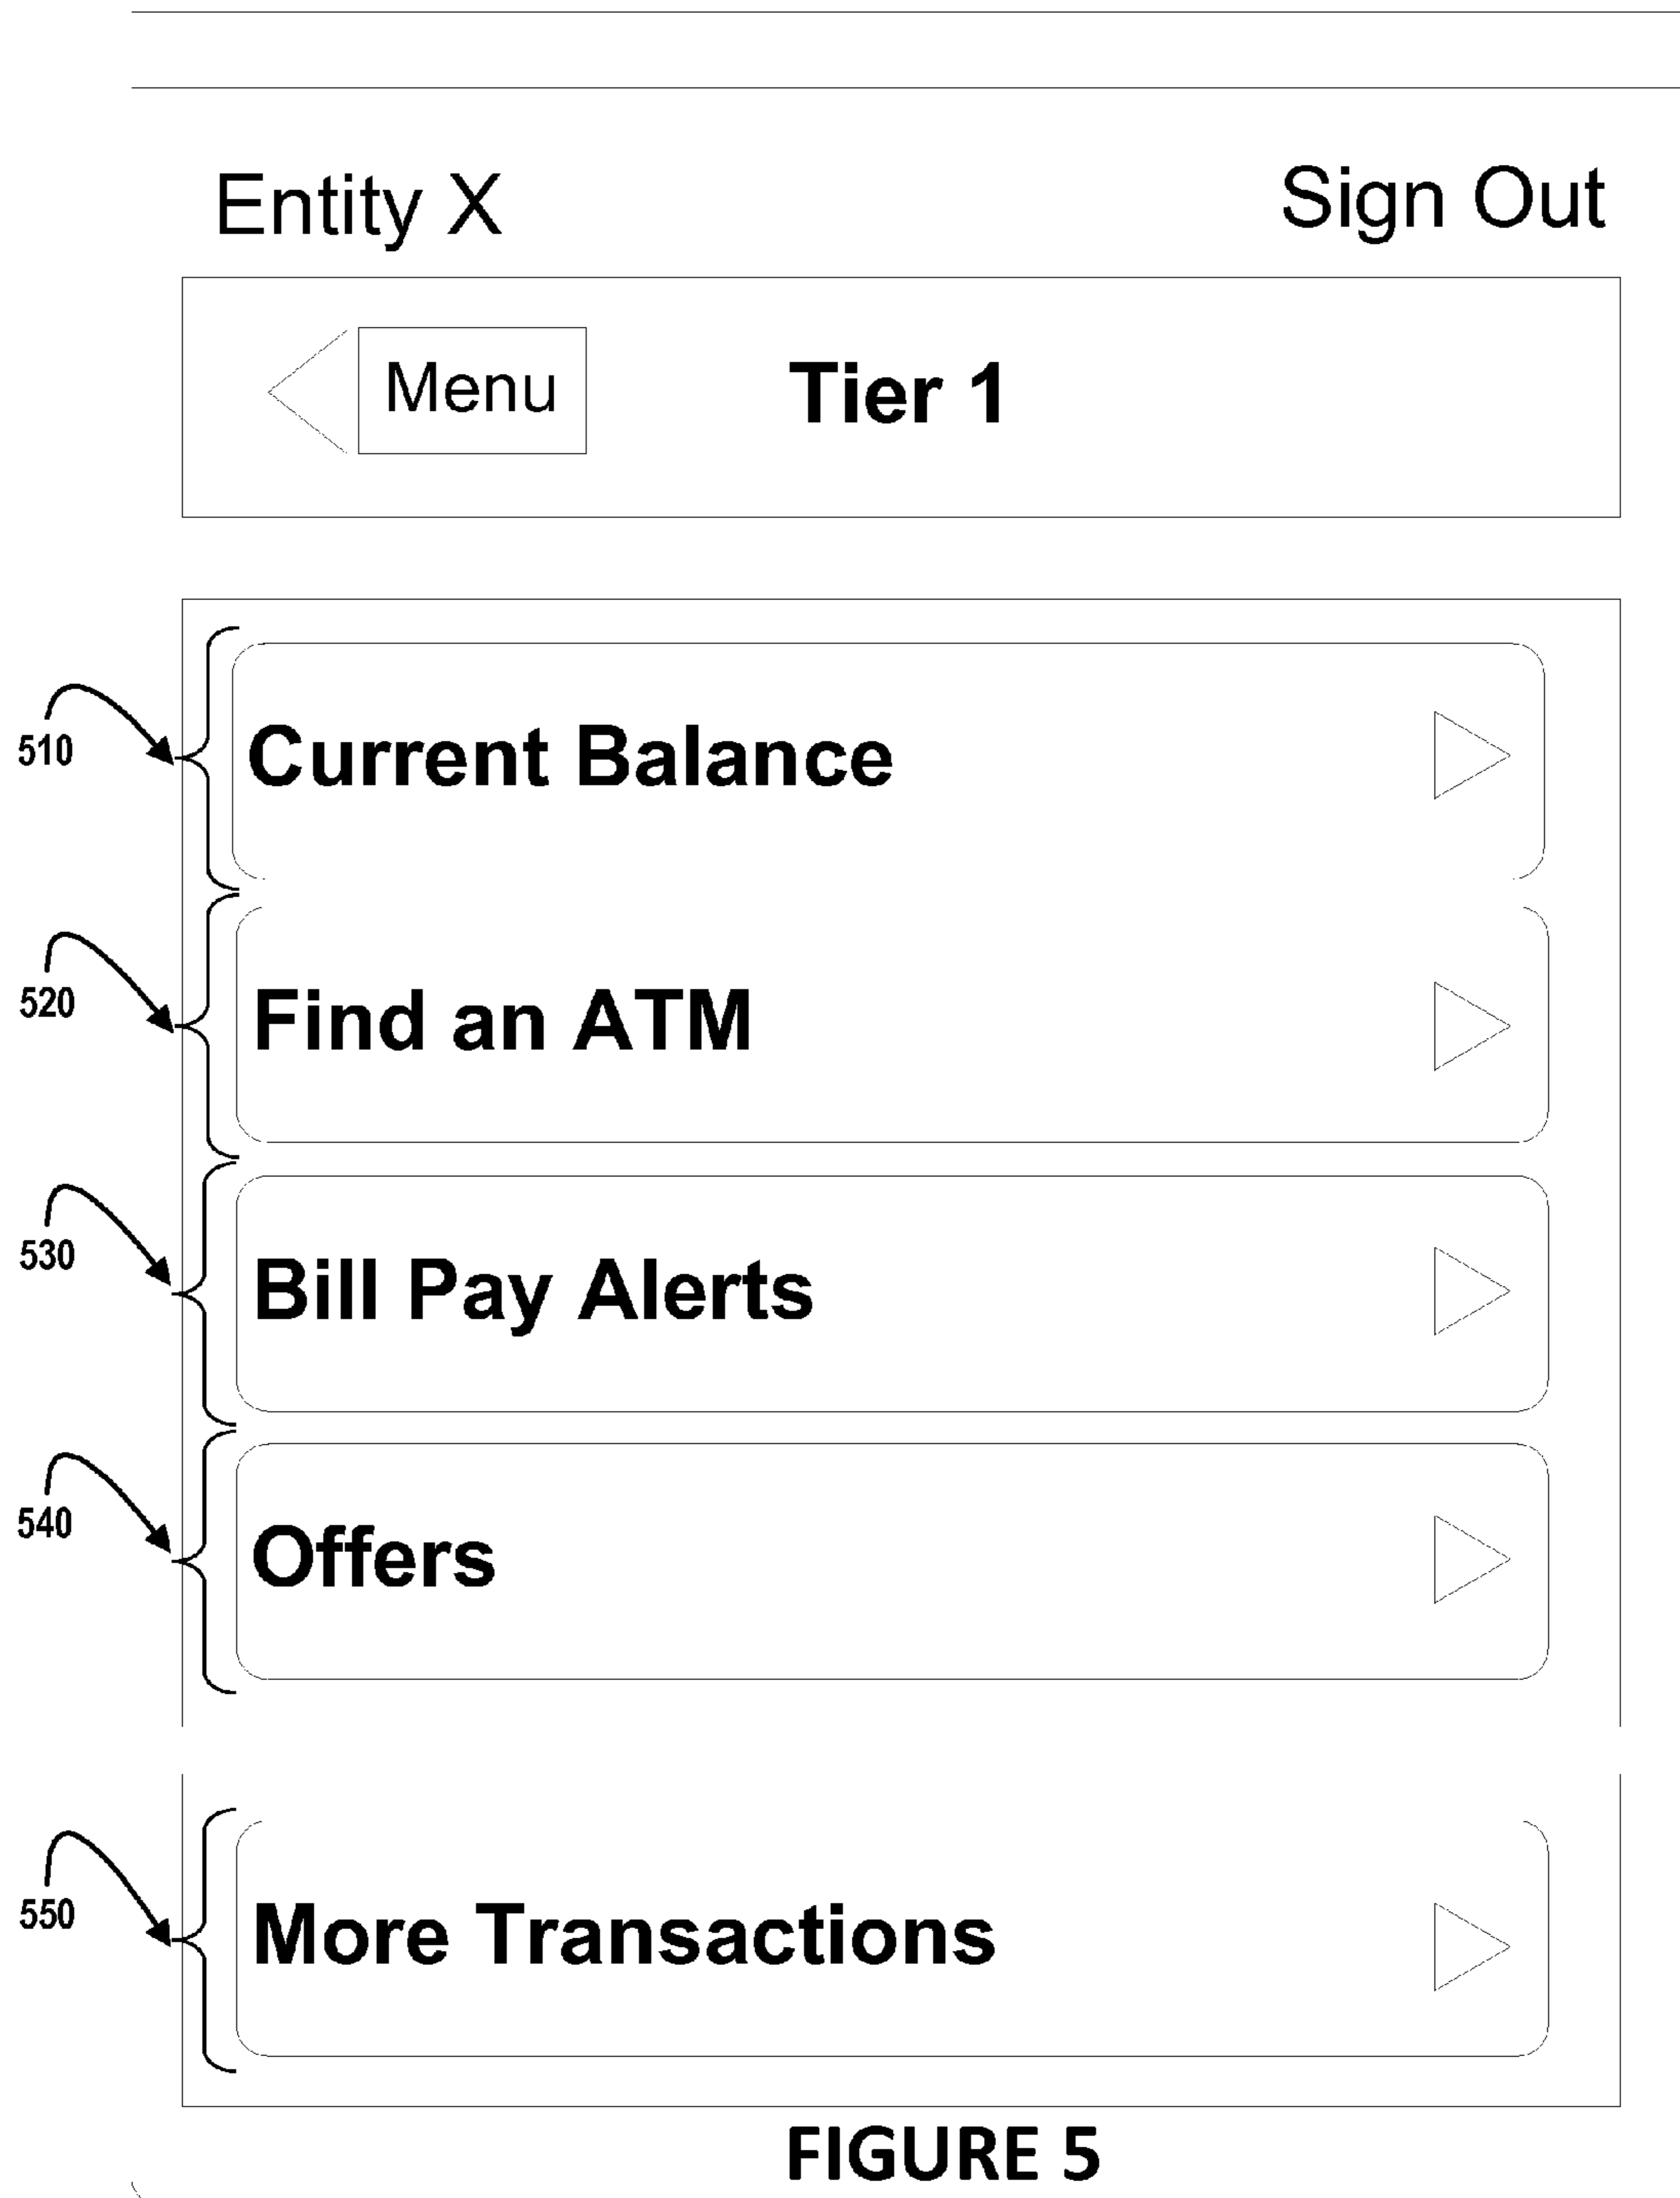 Entity X Sign Out
Menu Tier 1
510 Current Balance
520 Find an ATM
530 Bill Pay Alerts
540 Offers
550 More Transactions
FIGURE 5